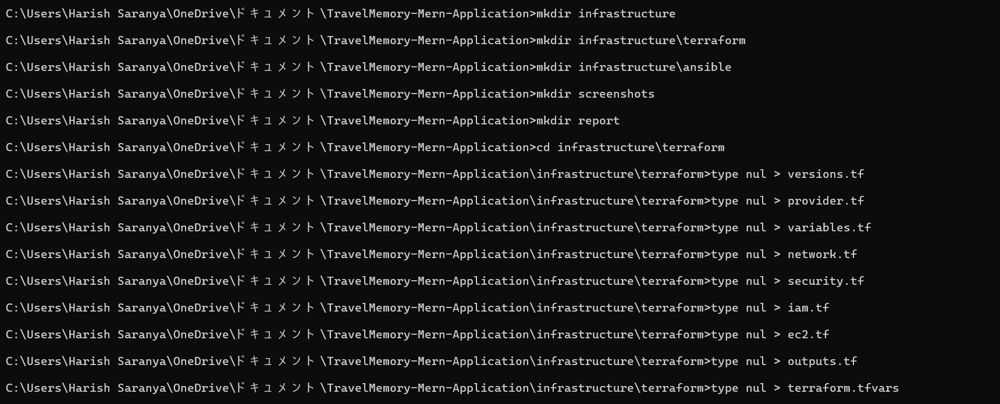 C:\Users\Harish Saranya\OneDrive\ドキュメント\TravelMemory-Mern-Application>mkdir infrastructure
C:\Users\Harish Saranya\OneDrive\ドキュメント\TravelMemory-Mern-Application>mkdir infrastructure\terraform
C:\Users\Harish Saranya\OneDrive\ドキュメント\TravelMemory-Mern-Application>mkdir infrastructure\ansible
C:\Users\Harish Saranya\OneDrive\ドキュメント\TravelMemory-Mern-Application>mkdir screenshots
C:\Users\Harish Saranya\OneDrive\ドキュメント\TravelMemory-Mern-Application>mkdir report
C:\Users\Harish Saranya\OneDrive\ドキュメント\TravelMemory-Mern-Application>cd infrastructure\terraform
C:\Users\Harish Saranya\OneDrive\ドキュメント\TravelMemory-Mern-Application\infrastructure\terraform>type nul > versions.tf
C:\Users\Harish Saranya\OneDrive\ドキュメント\TravelMemory-Mern-Application\infrastructure\terraform>type nul > provider.tf
C:\Users\Harish Saranya\OneDrive\ドキュメント\TravelMemory-Mern-Application\infrastructure\terraform>type nul > variables.tf
C:\Users\Harish Saranya\OneDrive\ドキュメント\TravelMemory-Mern-Application\infrastructure\terraform>type nul > network.tf
C:\Users\Harish Saranya\OneDrive\ドキュメント\TravelMemory-Mern-Application\infrastructure\terraform>type nul > security.tf
C:\Users\Harish Saranya\OneDrive\ドキュメント\TravelMemory-Mern-Application\infrastructure\terraform>type nul > iam.tf
C:\Users\Harish Saranya\OneDrive\ドキュメント\TravelMemory-Mern-Application\infrastructure\terraform>type nul > ec2.tf
C:\Users\Harish Saranya\OneDrive\ドキュメント\TravelMemory-Mern-Application\infrastructure\terraform>type nul > outputs.tf
C:\Users\Harish Saranya\OneDrive\ドキュメント\TravelMemory-Mern-Application\infrastructure\terraform>type nul > terraform.tfvars